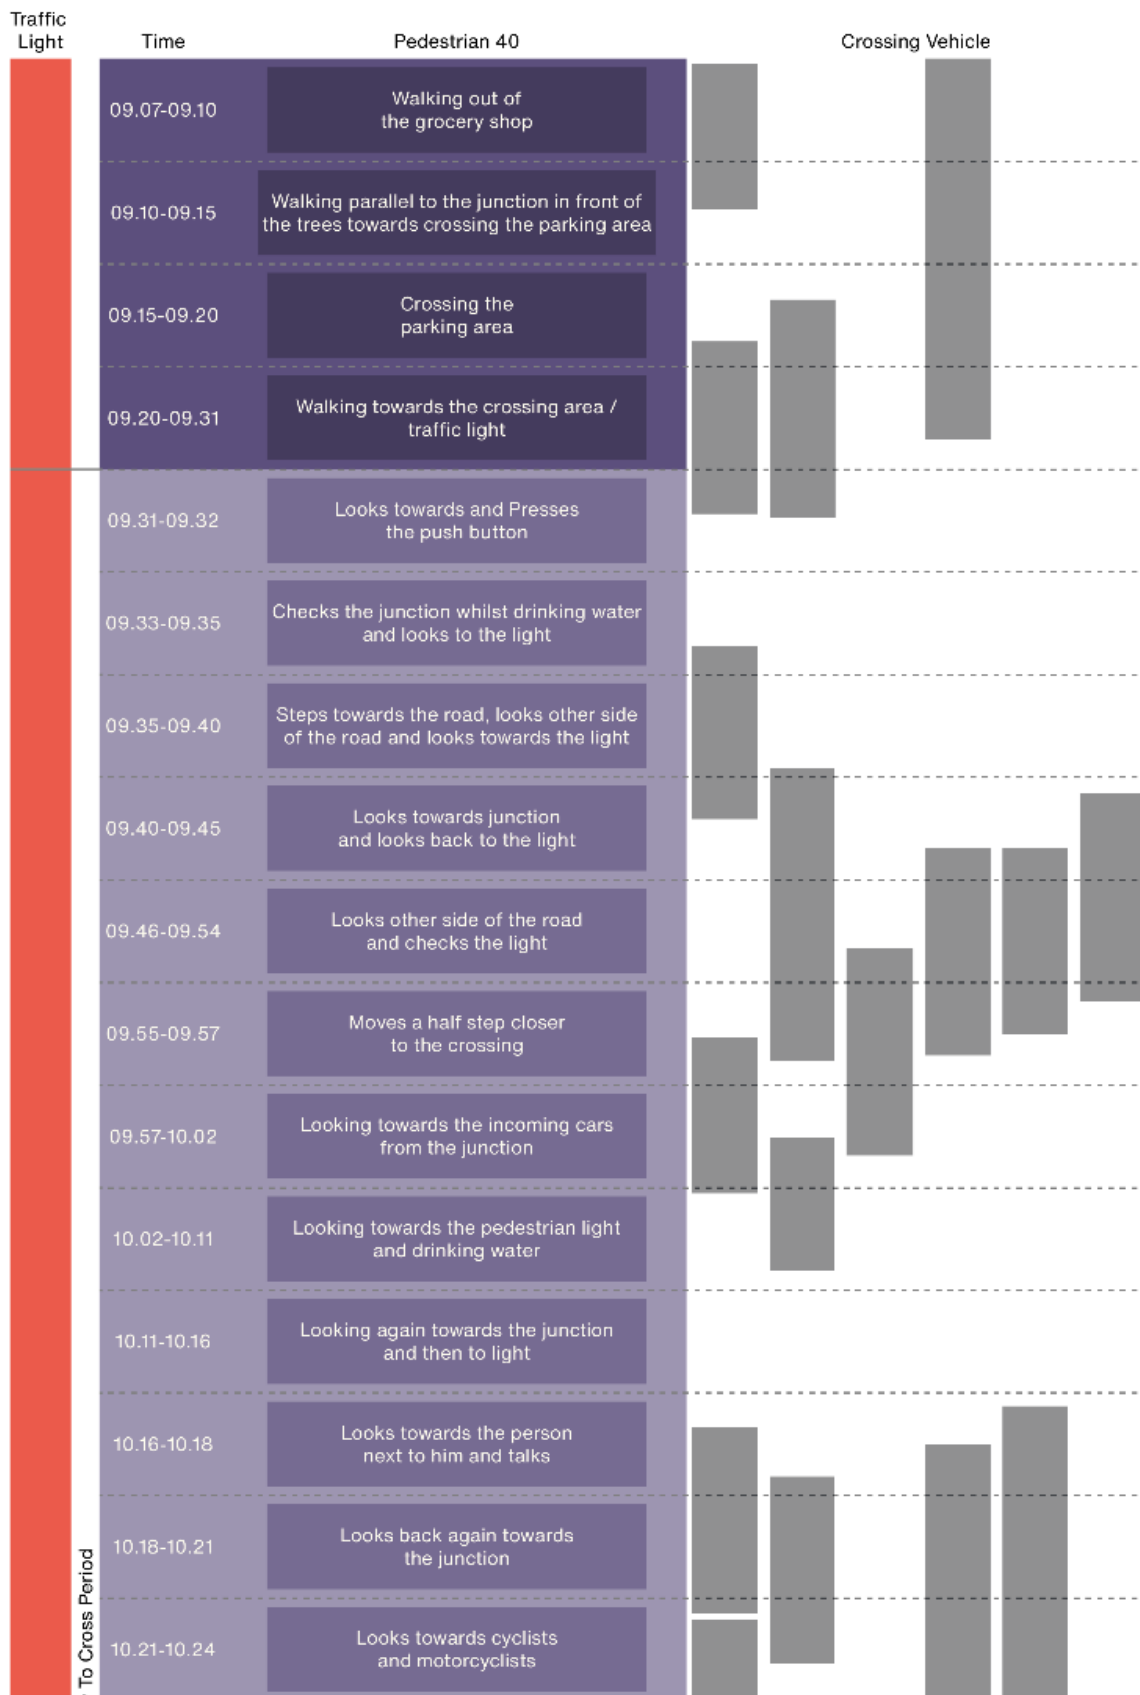 Traffic
Light
Time
Pedestrian 40
Crossing Vehicle
09.07-09.10
Walking out of
the grocery shop
09.10-09.15
Walking parallel to the junction in front of
the trees towards crossing the parking area
09.15-09.20
Crossing the
parking area
09.20-09.31
Walking towards the crossing area /
traffic light
09.31-09.32
Looks towards and Presses
the push button
09.33-09.35
Checks the junction whilst drinking water
and looks to the light
09.35-09.40
Steps towards the road, looks other side
of the road and looks towards the light
09.40-09.45
Looks towards junction
and looks back to the light
09.46-09.54
Looks other side of the road
and checks the light
09.55-09.57
Moves a half step closer
to the crossing
09.57-10.02
Looking towards the incoming cars
from the junction
10.02-10.11
Looking towards the pedestrian light
and drinking water
10.11-10.16
Looking again towards the junction
and then to light
10.16-10.18
Looks towards the person
next to him and talks
10.18-10.21
Looks back again towards
the junction
10.21-10.24
Looks towards cyclists
and motorcyclists
To Cross Period